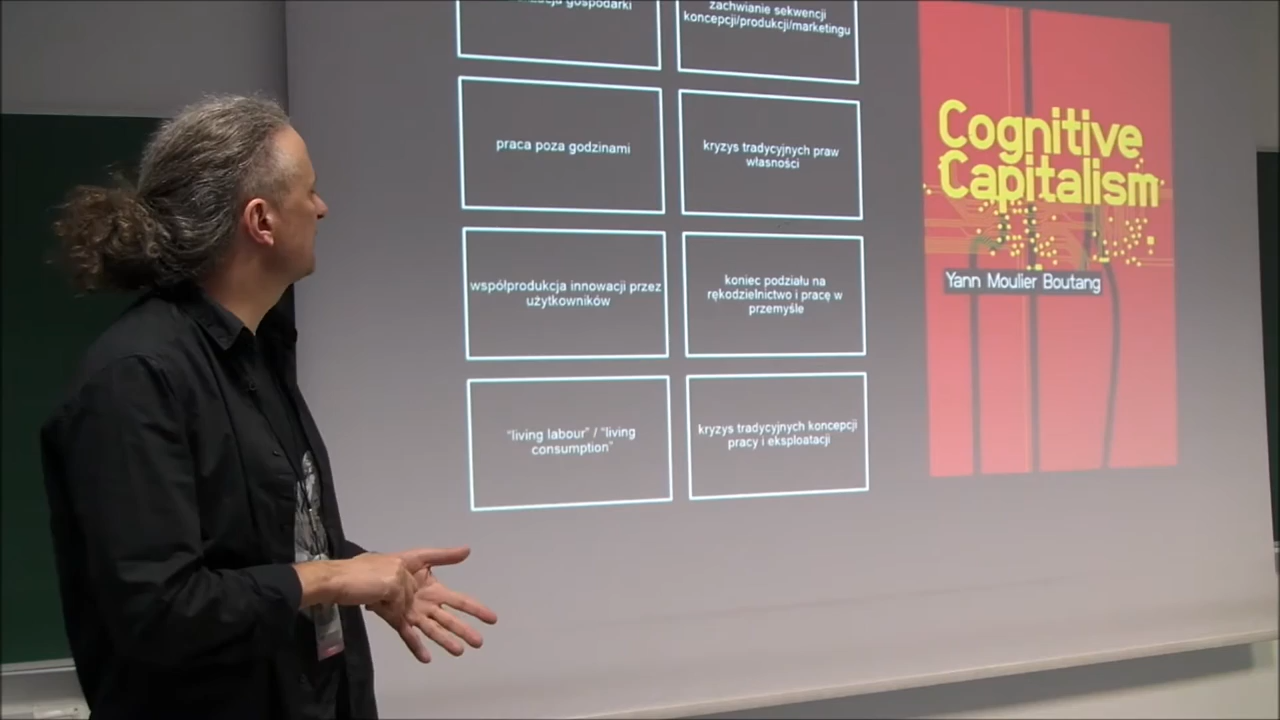 gospodarki
zachwianie sekwencji
koncepcji/produkcji/marketingu
praca poza godzinami
kryzys tradycyjnych praw
własności
współprodukcja innowacji przez
użytkowników
koniec podziału na
rękodzielnictwo i pracę w
przemyśle
"living labour" / "living
consumption"
kryzys tradycyjnych koncepcji
pracy i eksploatacji
Cognitive
Capitalism
Yann Moulier Boutang